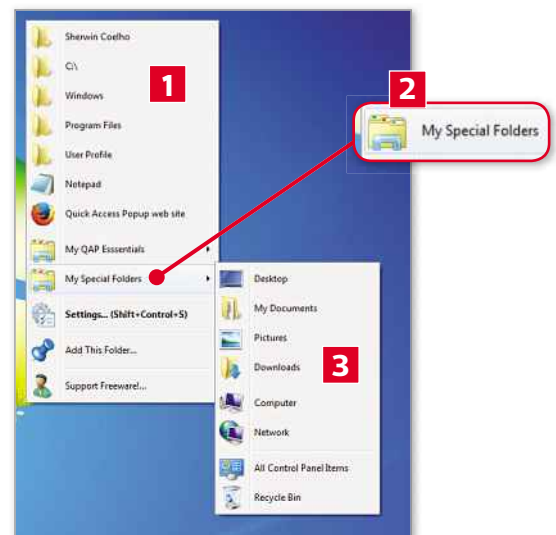 Sherwin Coelho
C:\
1
Windows
Program Files
User Profile
Notepad
Quick Access Popup web site
My QAP Esssentials
My Special Folders
Settings... (Shift+Control+S)
Add This Folder...
Support Freeware!...
2
My Special Folders
Desktop
My Documents
Pictures
Downloads
3
Computer
Network
All Control Panel Items
Recycle Bin